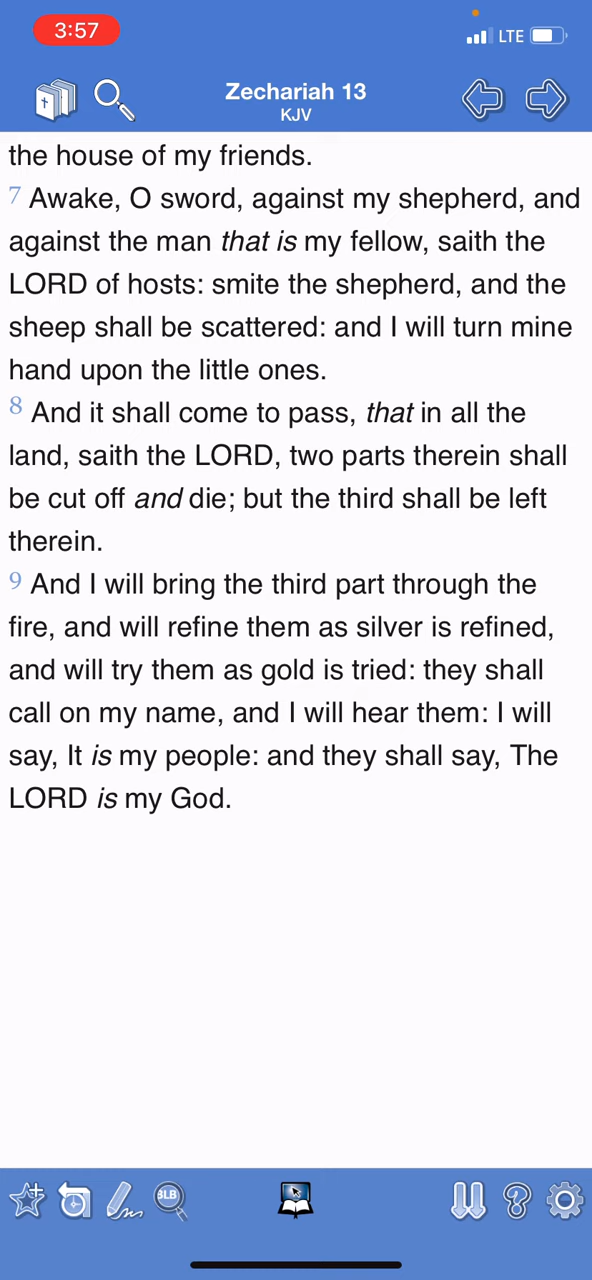 3:57
LTE
Zechariah 13
KJV
the house of my friends.
7 Awake, O sword, against my shepherd, and
against the man that is my fellow, saith the
LORD of hosts: smite the shepherd, and the
sheep shall be scattered: and I will turn mine
hand upon the little ones.
8 And it shall come to pass, that in all the
land, saith the LORD, two parts therein shall
be cut off and die; but the third shall be left
therein.
9 And I will bring the third part through the
fire, and will refine them as silver is refined,
and will try them as gold is tried: they shall
call on my name, and I will hear them: I will
say, It is my people: and they shall say, The
LORD is my God.
BLB